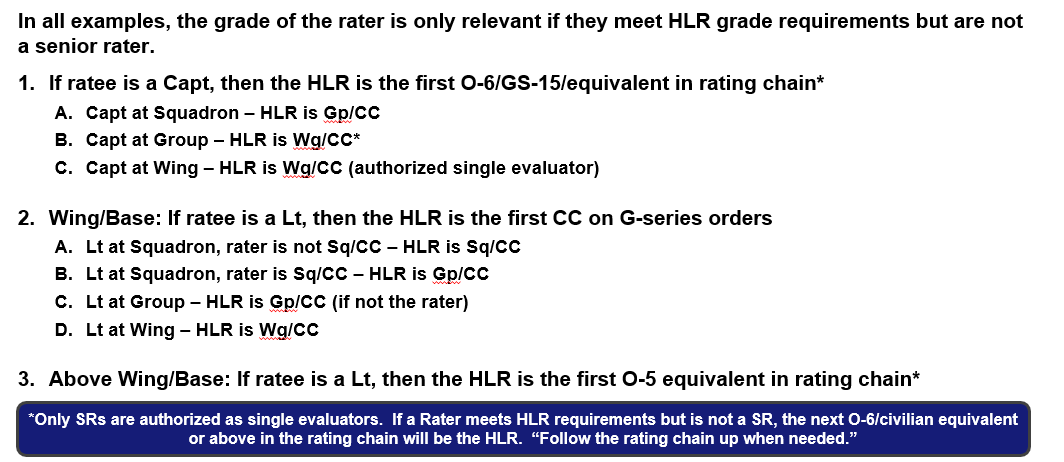 In all examples, the grade of the rater is only relevant if they meet HLR grade requirements but are not
a senior rater.
1. If ratee is a Capt, then the HLR is the first O-6/GS-15/equivalent in rating chain*
A. Capt at Squadron – HLR is Gp/CC
B. Capt at Group – HLR is Wg/CC*
C. Capt at Wing – HLR is Wg/CC (authorized single evaluator)
2. Wing/Base: If ratee is a Lt, then the HLR is the first CC on G-series orders
A. Lt at Squadron, rater is not Sq/CC – HLR is Sq/CC
B. Lt at Squadron, rater is Sq/CC – HLR is Gp/CC
C. Lt at Group – HLR is Gp/CC (if not the rater)
D. Lt at Wing – HLR is Wg/CC
3. Above Wing/Base: If ratee is a Lt, then the HLR is the first O-5 equivalent in rating chain*
*Only SRs are authorized as single evaluators. If a Rater meets HLR requirements but is not a SR, the next O-6/civilian equivalent
or above in the rating chain will be the HLR. “Follow the rating chain up when needed.”